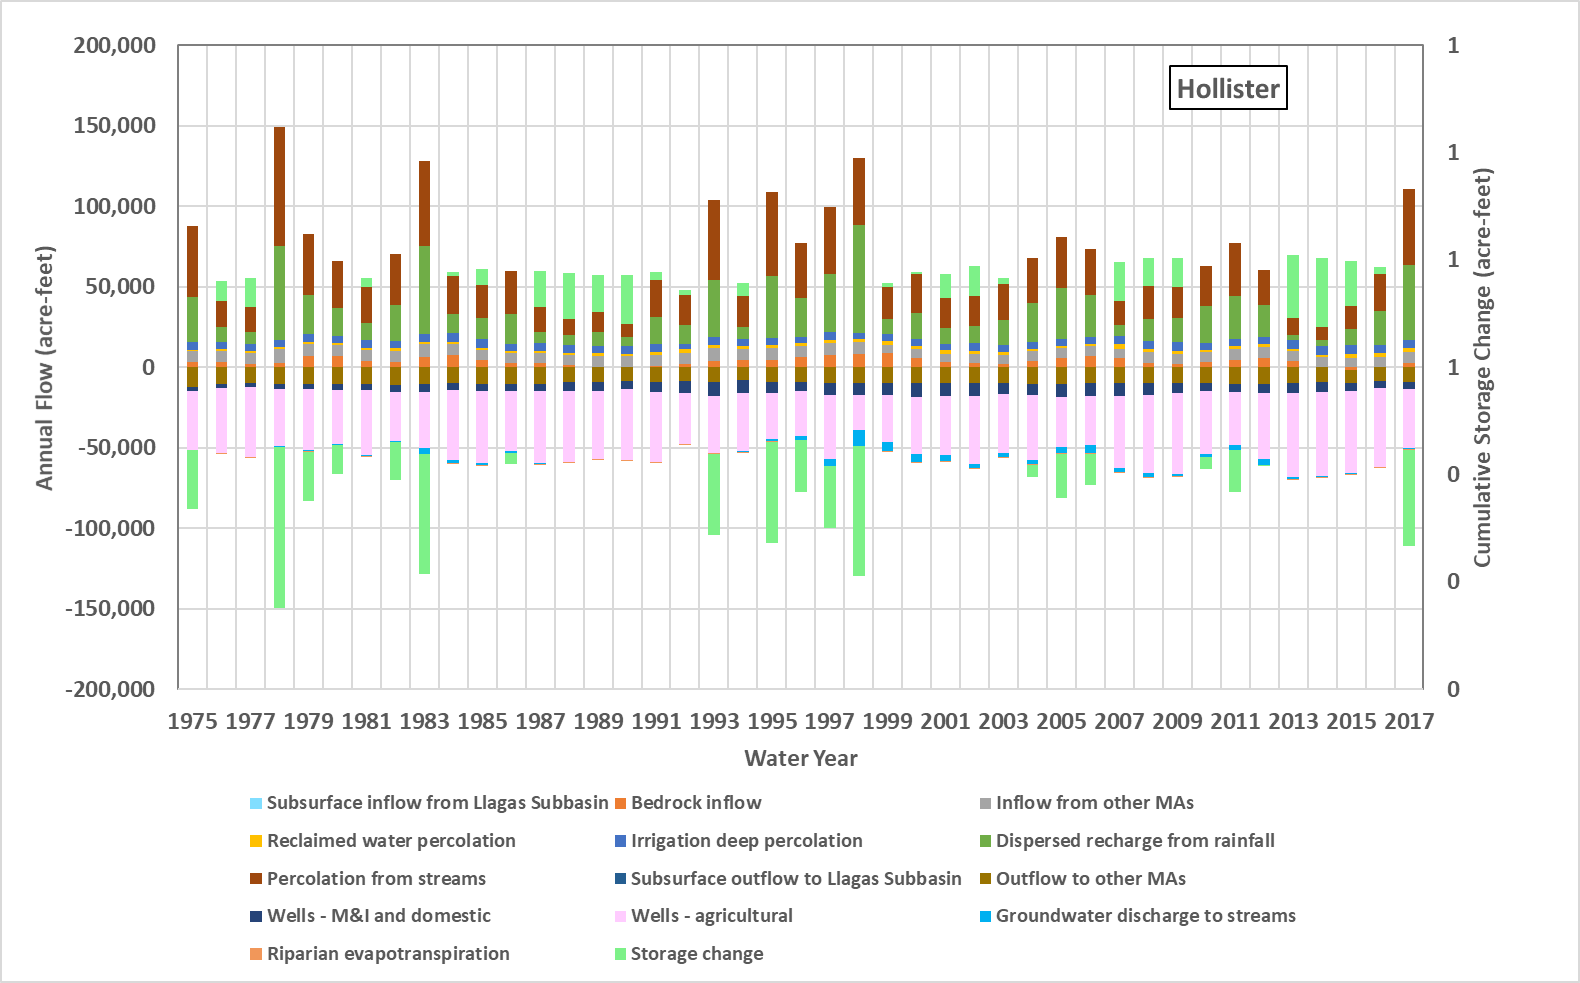 Hollister
Annual Flow (acre-feet)
200,000
150,000
100,000
50,000
0
-50,000
-100,000
-150,000
-200,000
1
1
1
1
0
0
0
Cumulative Storage Change (acre-feet)
1975 1977 1979 1981 1983 1985 1987 1989 1991 1993 1995 1997 1999 2001 2003 2005 2007 2009 2011 2013 2015 2017
Water Year
Subsurface inflow from Llagas Subbasin Bedrock inflow Inflow from other MAs
Reclaimed water percolation Irrigation deep percolation Dispersed recharge from rainfall
Percolation from streams Subsurface outflow to Llagas Subbasin Outflow to other MAs
Wells - M&I and domestic Wells - agricultural Groundwater discharge to streams
Riparian evapotranspiration Storage change